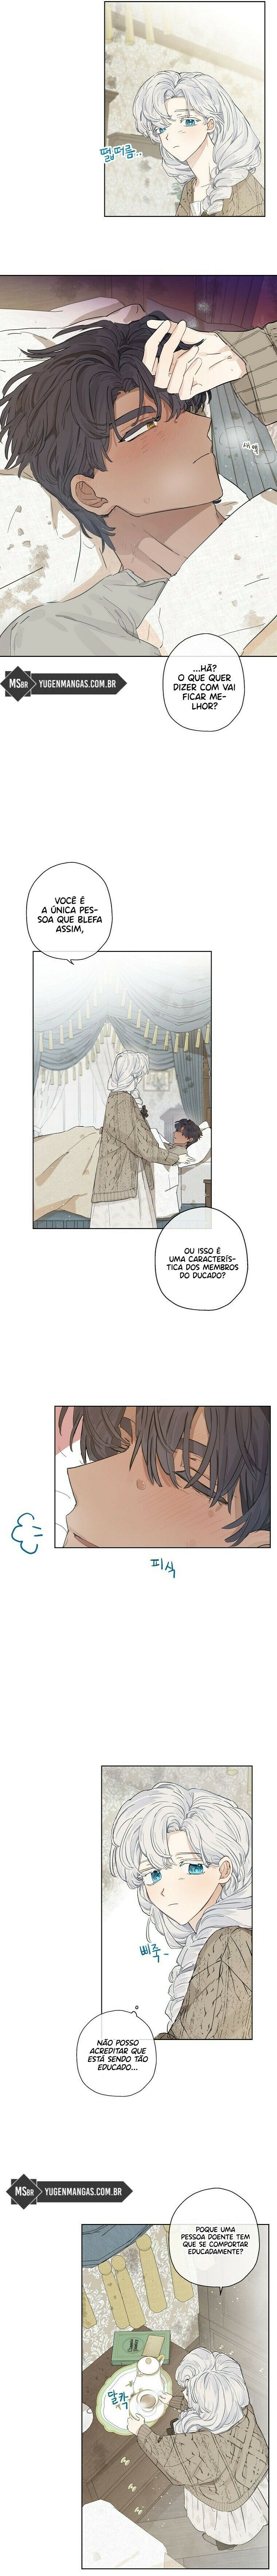 떫떠름..
새액
...HÃ?
O QUE QUER
DIZER COM VAI
FICAR ME-
LHOR?
MSBR YUGENMANGAS.COM.BR
VOCÊ É
A ÚNICA PES-
SOA QUE BLEFA
ASSIM,
OU ISSO É
UMA CARACTERÍS-
TICA DOS MEMBROS
DO DUCADO?
피식
삐죽-
NÃO POSSO
ACREDITAR QUE
ESTÁ SENDO TÃO
EDUCADO...
MSBR YUGENMANGAS.COM.BR
POQUE UMA
PESSOA DOENTE TEM
QUE SE COMPORTAR
EDUCADAMENTE?
달칵